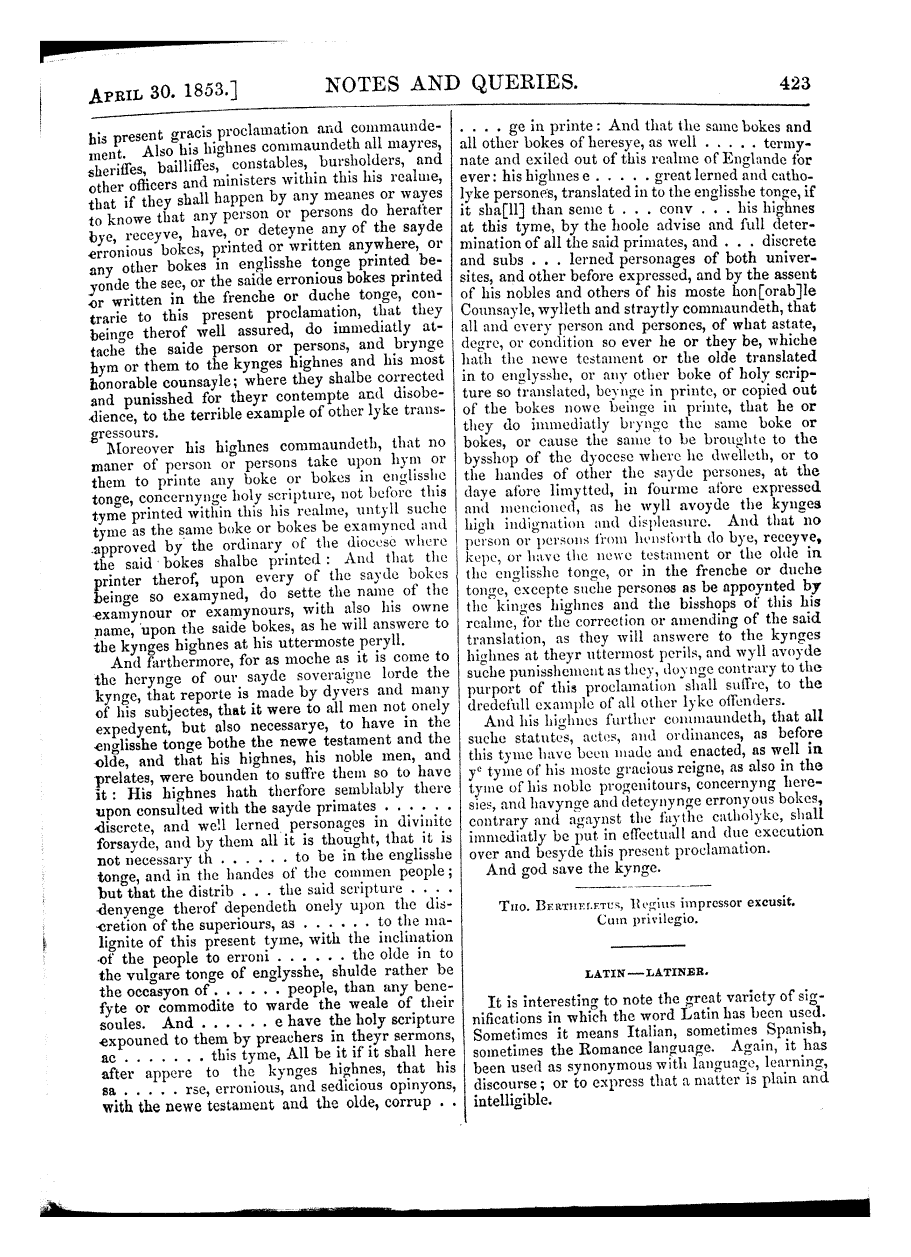 APRIL 30. 1853.] NOTES AND QUERIES. 423
his present gracis proclamation and commaunde-
ment. Also his highnes commaundeth all mayres,
sheriffes, bailliffes, constables, bursholders, and
other officers and ministers within this his realme,
that if they shall happen by any meanes or wayes
to knowe that any person or persons do herafter
bye, receyve, have, or deteyne any of the sayde
erronious bokes, printed or written anywhere, or
any other bokes in englisshe tonge printed be-
yonde the see, or the saide erronious bokes printed
or written in the frenche or duche tonge, con-
trarie to this present proclamation, that they
beinge therof well assured, do immediatly at-
tache the saide person or persons, and brynge
hym or them to the kynges highnes and his most
honorable counsayle; where they shalbe corrected
and punisshed for theyr contempte and disobe-
dience, to the terrible example of other lyke trans-
gressours.
Moreover his highnes commaundeth, that no
maner of person or persons take upon hym or
them to printe any boke or bokes in englisshe
tonge, concernynge holy scripture, not before this
tyme printed within this his realme, untyll suche
tyme as the same boke or bokes be examyned and
approved by the ordinary of the diocese where
the said bokes shalbe printed: And that the
printer therof, upon every of the sayde bokes
beinge so examyned, do sette the name of the
examynour or examynours, with also his owne
name, upon the saide bokes, as he will answere to
the kynges highnes at his uttermoste peryll.
And farthermore, for as moche as it is come to
the herynge of our sayde soveraigne lorde the
kynge, that reporte is made by dyvers and many
of his subjectes, that it were to all men not onely
expedyent, but also necessarye, to have in the
englisshe tonge bothe the newe testament and the
olde, and that his highnes, his noble men, and
prelates, were bounden to suffre them so to have
it: His highnes hath therfore semblably there
upon consulted with the sayde primates . . . . . .
discrete, and well lerned personages in divinite
forsayde, and by them all it is thought, that it is
not necessary th . . . . . . to be in the englisshe
tonge, and in the handes of the commen people;
but that the distrib . . . the said scripture . . . .
denyenge therof dependeth onely upon the dis-
cretion of the superiours, as . . . . . . to the ma-
lignite of this present tyme, with the inclination
of the people to erroni . . . . . . the olde in to
the vulgare tonge of englysshe, shulde rather be
the occasyon of . . . . . . people, than any bene-
fyte or commodite to warde the weale of their
soules. And . . . . . . e have the holy scripture
expouned to them by preachers in theyr sermons,
ac . . . . . . . this tyme, All be it if it shall here
after appere to the kynges highnes, that his
sa . . . . . rse, erronious, and sedicious opinyons,
with the newe testament and the olde, corrup . .
. . . . ge in printe: And that the same bokes and
all other bokes of heresye, as well . . . . . termy-
nate and exiled out of this realme of Englande for
ever: his highnes e . . . . . great lerned and catho-
lyke persones, translated in to the englisshe tonge, if
it sha[ll] than seme t . . . conv . . . his highnes
at this tyme, by the hoole advise and full deter-
mination of all the said primates, and . . . discrete
and subs . . . lerned personages of both univer-
sites, and other before expressed, and by the assent
of his nobles and others of his moste hon[orab]le
Counsayle, wylleth and straytly commaundeth, that
all and every person and persones, of what astate,
degre, or condition so ever he or they be, whiche
hath the newe testament or the olde translated
in to englysshe, or any other boke of holy scrip-
ture so translated, beynge in printe, or copied out
of the bokes nowe beinge in printe, that he or
they do immediatly brynge the same boke or
bokes, or cause the same to be broughte to the
bysshop of the dyocese where he dwelleth, or to
the handes of other the sayde persones, at the
daye afore limytted, in fourme afore expressed
and mencioned, as he wyll avoyde the kynges
high indignation and displeasure. And that no
person or persons from hensforth do bye, receyve,
kepe, or have the newe testament or the olde in
the englisshe tonge, or in the frenche or duche
tonge, excepte suche persones as be appoynted by
the kinges highnes and the bisshops of this his
realme, for the correction or amending of the said
translation, as they will answere to the kynges
highnes at theyr uttermost perils, and wyll avoyde
suche punisshement as they, doynge contrary to the
purport of this proclamation shall suffre, to the
dredefull example of all other lyke offenders.
And his highnes further commaundeth, that all
suche statutes, actes, and ordinances, as before
this tyme have been made and enacted, as well in
yᵉ tyme of his moste gracious reigne, as also in the
tyme of his noble progenitours, concernyng here-
sies, and havynge and deteynynge erronyous bokes,
contrary and agaynst the faythe catholyke, shall
immediatly be put in effectuall and due execution
over and besyde this present proclamation.
And god save the kynge.
THO. BERTHELETUS, Regius impressor excusit.
Cum privilegio.
LATIN—LATINER.
It is interesting to note the great variety of sig-
nifications in which the word Latin has been used.
Sometimes it means Italian, sometimes Spanish,
sometimes the Romance language. Again, it has
been used as synonymous with language, learning,
discourse; or to express that a matter is plain and
intelligible.